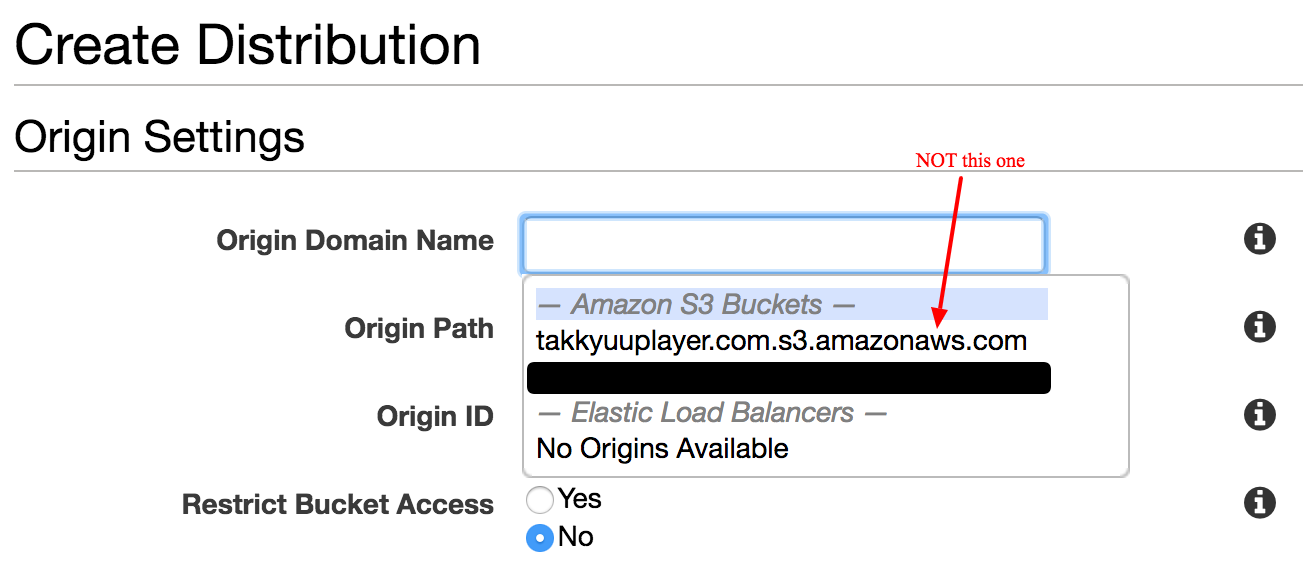 Create Distribution
Origin Settings
NOT this one
Origin Domain Name
— Amazon S3 Buckets —
Origin Path
takkyuuplayer.com.s3.amazonaws.com
Origin ID
— Elastic Load Balancers —
No Origins Available
Restrict Bucket Access
Yes
No